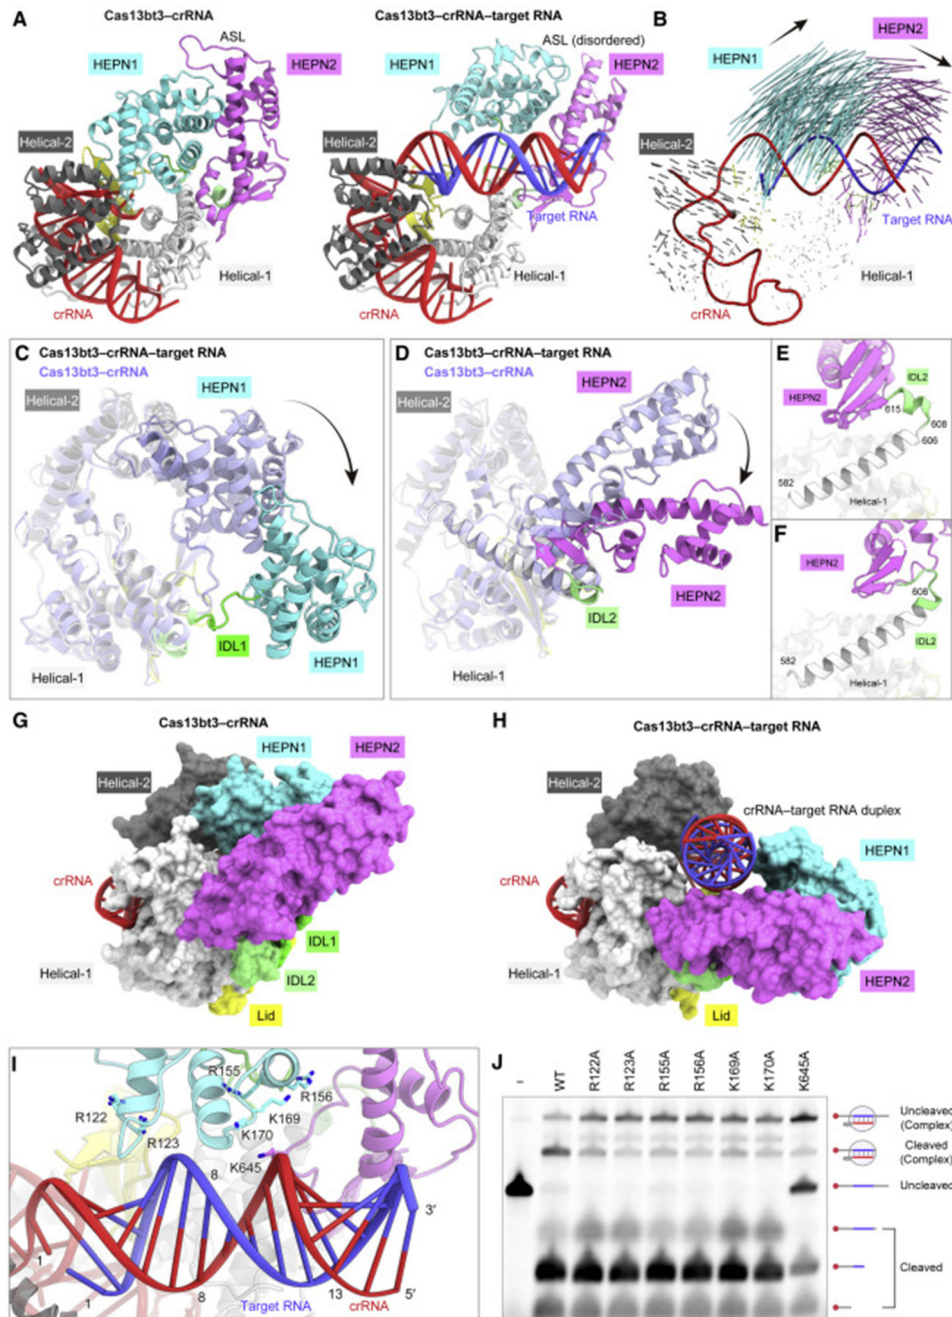 A
Cas13bt3–crRNA
HEPN1
ASL
HEPN2
Helical-2
Helical-1
crRNA
Cas13bt3–crRNA–target RNA
ASL (disordered)
HEPN1
HEPN2
Target RNA
Helical-1
crRNA
B
HEPN1
HEPN2
Helical-2
Target RNA
Helical-1
crRNA
C
Cas13bt3–crRNA–target RNA
Cas13bt3–crRNA
HEPN1
Helical-2
IDL1
HEPN1
Helical-1
D
Cas13bt3–crRNA–target RNA
Cas13bt3–crRNA
HEPN2
Helical-2
HEPN2
IDL2
Helical-1
E
IDL2
HEPN2
615
608
606
582
Helical-1
F
HEPN2
608
IDL2
582
Helical-1
G
Cas13bt3–crRNA
HEPN1
HEPN2
Helical-2
crRNA
IDL1
Helical-1
IDL2
Lid
H
Cas13bt3–crRNA–target RNA
Helical-2
crRNA–target RNA duplex
HEPN1
crRNA
Helical-1
HEPN2
Lid
I
R155
R156
R122
K169
R123
K170
K645
8
3′
1
1
8
Target RNA
13
crRNA
5′
J
–
WT
R122A
R123A
R155A
R156A
K169A
K170A
K645A
Uncleaved
(Complex)
Cleaved
(Complex)
Uncleaved
Cleaved